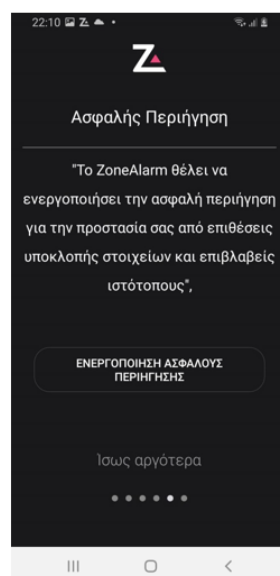 22:10
Ασφαλής Περιήγηση
"Το ZoneAlarm θέλει να
ενεργοποιήσει την ασφαλή περιήγηση
για την προστασία σας από επιθέσεις
υποκλοπής στοιχείων και επιβλαβείς
ιστότοπους",
ΕΝΕΡΓΟΠΟΙΗΣΗ ΑΣΦΑΛΟΥΣ
ΠΕΡΙΗΓΗΣΗΣ
Ίσως αργότερα